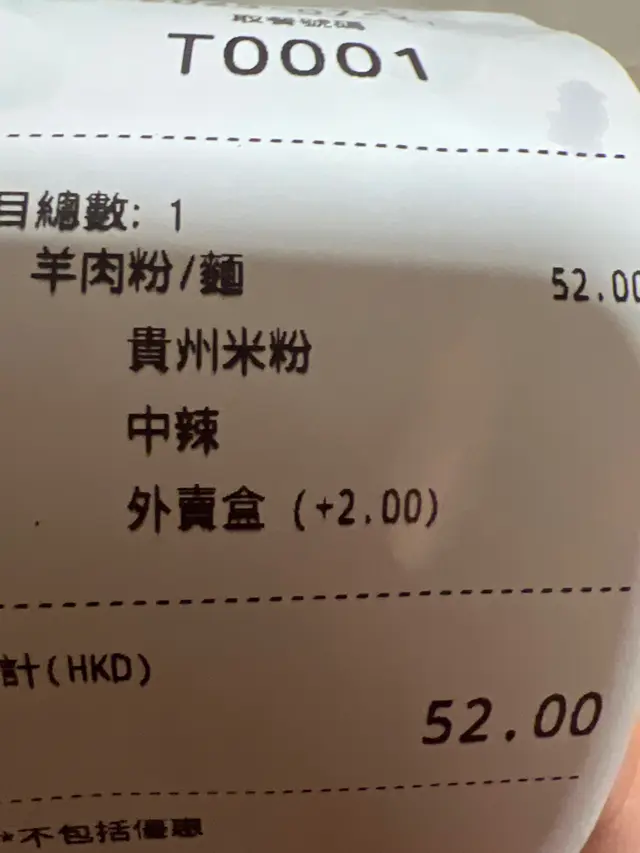 取餐號碼
T0001
目總數: 1
羊肉粉/麵 52.00
貴州米粉
中辣
外賣盒 (+2.00)
計(HKD)
52.00
*不包括優惠